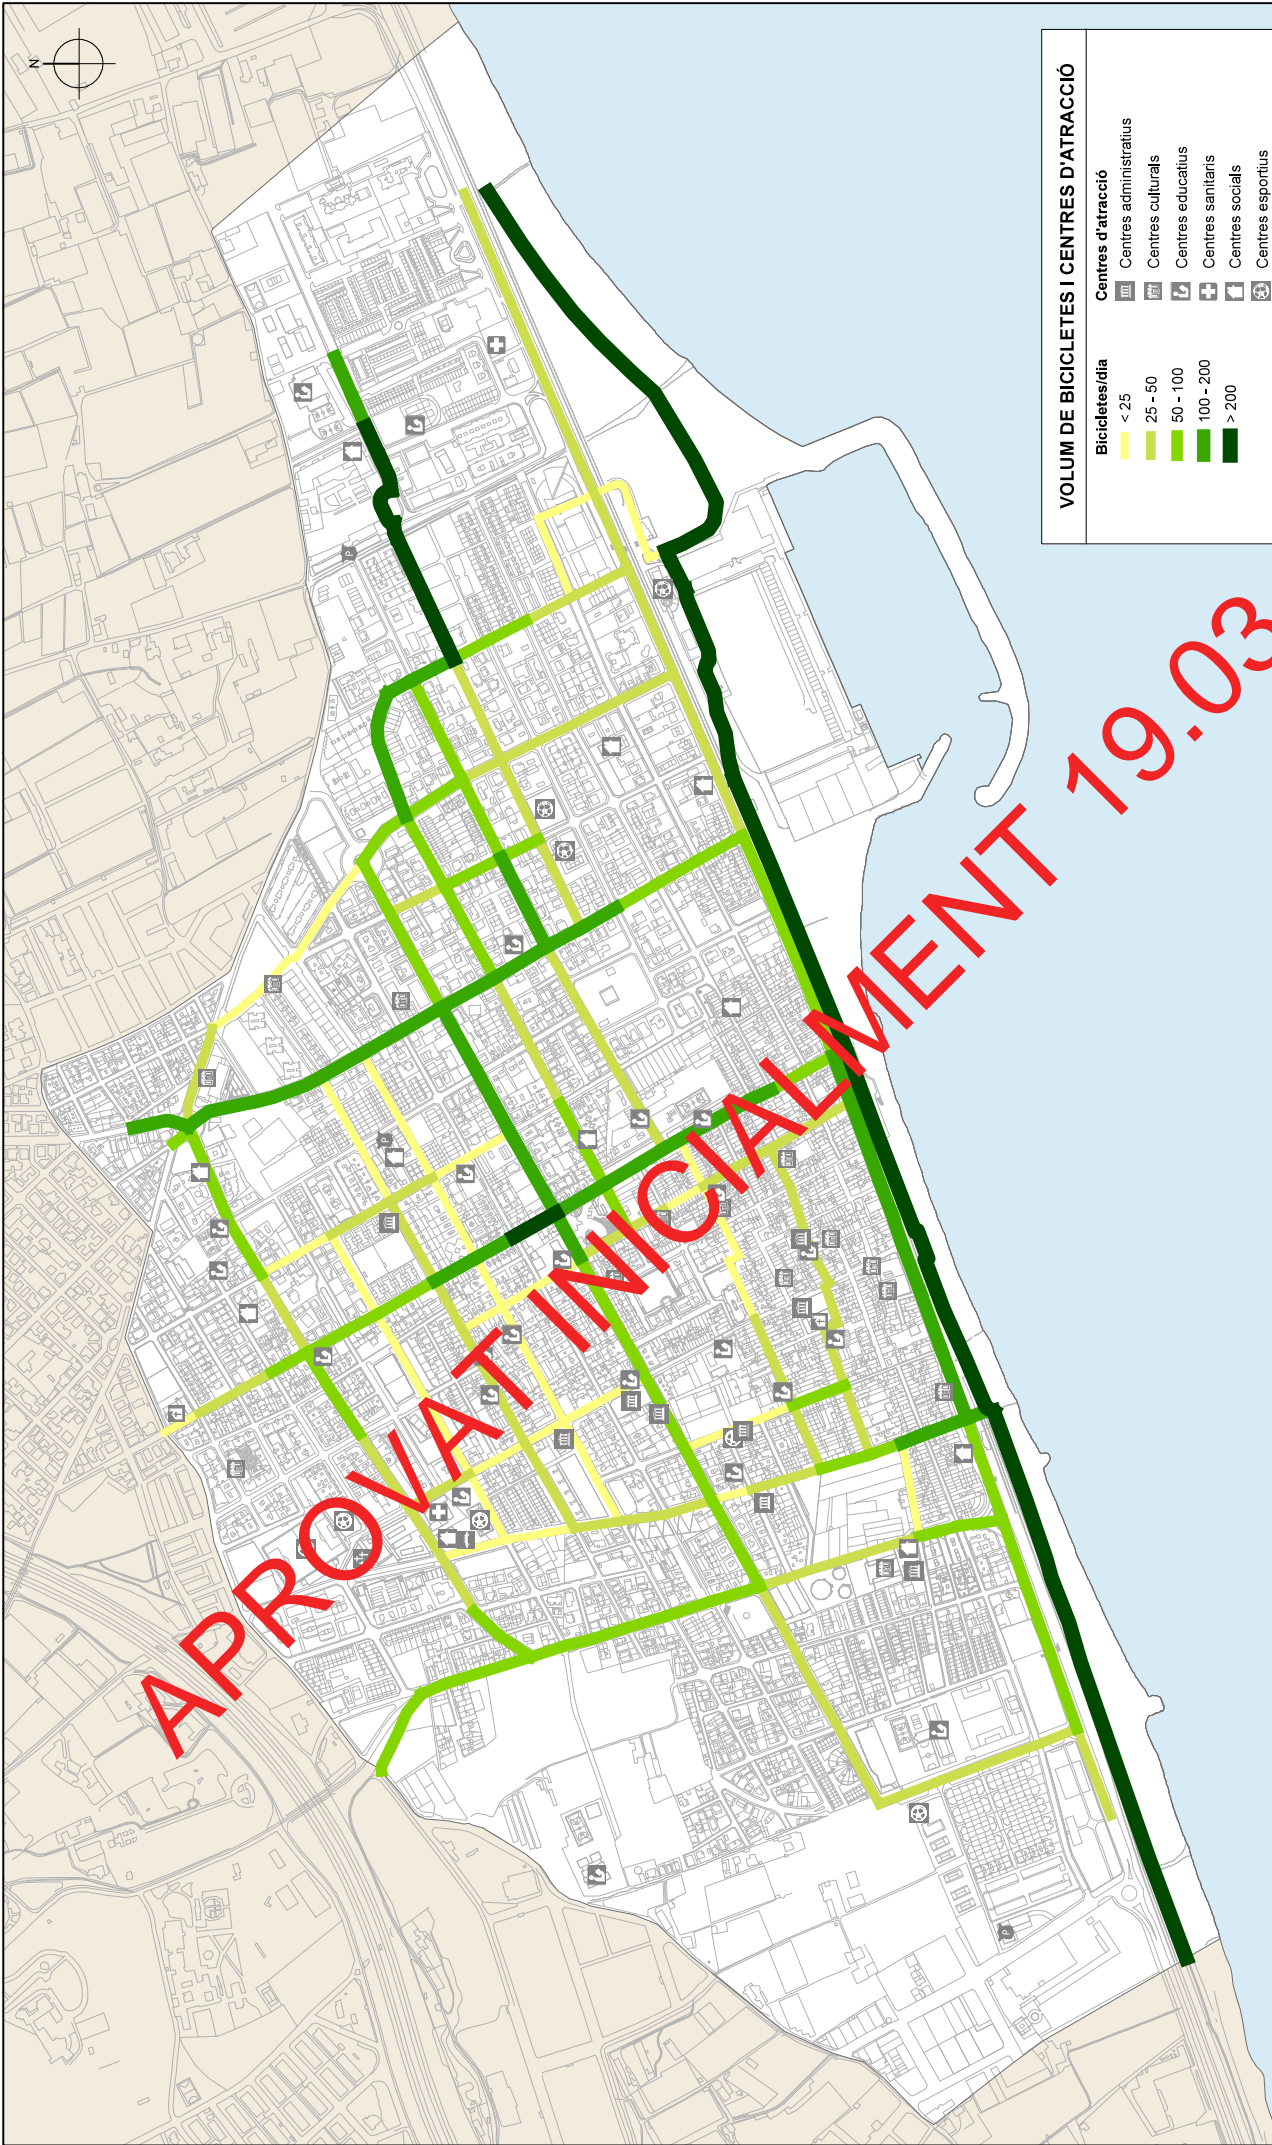 N
VOLUM DE BICICLETES I CENTRES D'ATRACCIÓ
Bicicletes/dia
< 25
25 - 50
50 - 100
100 - 200
> 200
Centres d'atracció
Centres administratius
Centres culturals
Centres educatius
Centres sanitaris
Centres socials
Centres esportius
APROVAT INICIALMENT 19.03